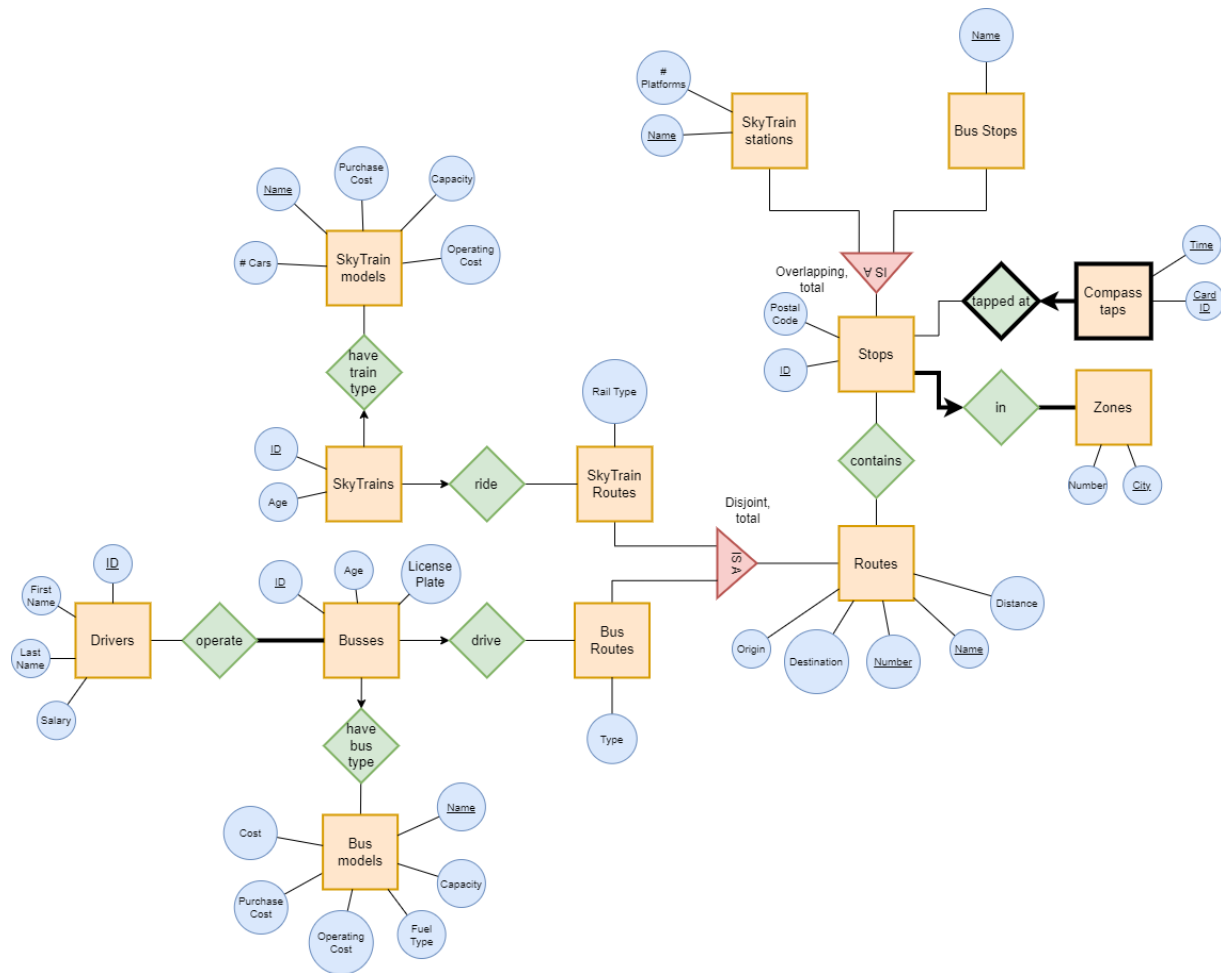 Name
#
Platforms
SkyTrain
stations
Bus Stops
Name
Purchase
Cost
Name
Capacity
# Cars
SkyTrain
models
Operating
Cost
IS A
Overlapping,
total
Time
tapped at
Compass
taps
Card
ID
Postal
Code
Stops
ID
have
train
type
Rail Type
in
Zones
contains
Number
City
ID
SkyTrains
Age
ride
SkyTrain
Routes
Disjoint,
total
IS A
Routes
ID
First
Name
Drivers
Last
Name
Salary
operate
ID
Age
License
Plate
Busses
drive
Bus
Routes
Distance
Origin
Destination
Number
Name
Type
have
bus
type
Name
Cost
Bus
models
Capacity
Purchase
Cost
Operating
Cost
Fuel
Type